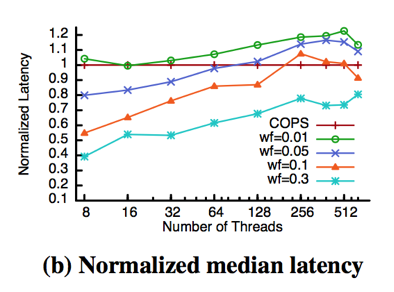 1.2
1.1
1
0.9
0.8
0.7
0.6
0.5
0.4
0.3
0.2
0.1
Normalized Latency
COPS
wf=0.01
wf=0.05
wf=0.1
wf=0.3
8 16 32 64 128 256 512
Number of Threads
(b) Normalized median latency